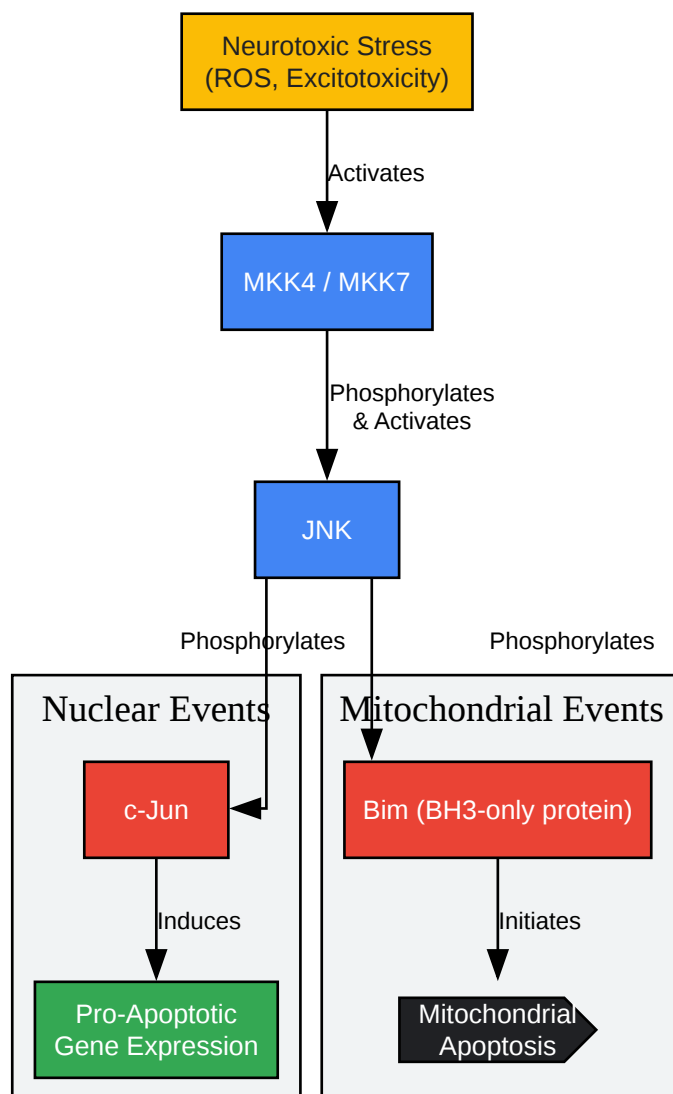 Neurotoxic Stress
(ROS, Excitotoxicity)
Activates
MKK4 / MKK7
Phosphorylates
& Activates
JNK
Phosphorylates
Phosphorylates
Nuclear Events
Mitochondrial Events
c-Jun
Bim (BH3-only protein)
Induces
Initiates
Pro-Apoptotic
Gene Expression
Mitochondrial
Apoptosis